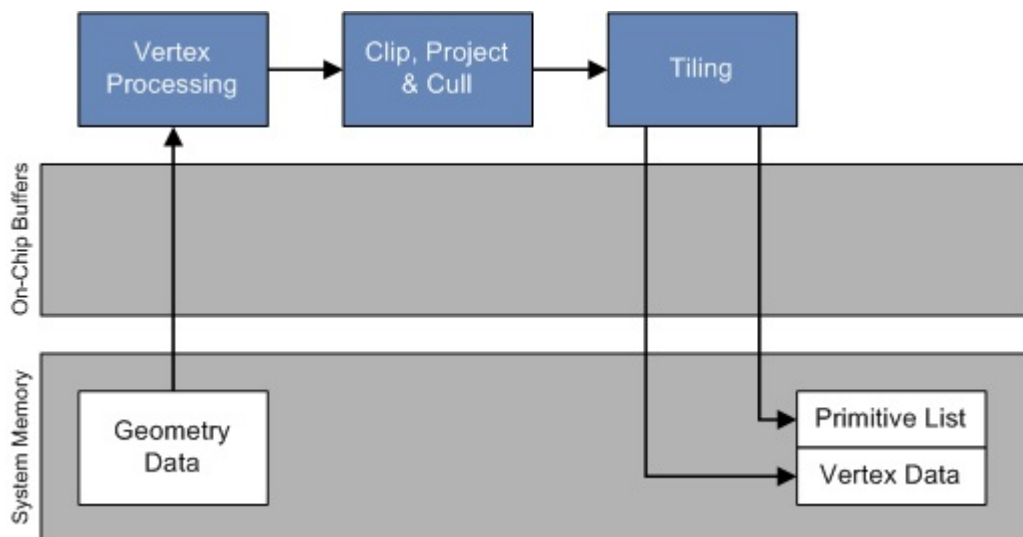 Vertex
Processing
Clip, Project
& Cull
Tiling
On-Chip Buffers
System Memory
Geometry
Data
Primitive List
Vertex Data